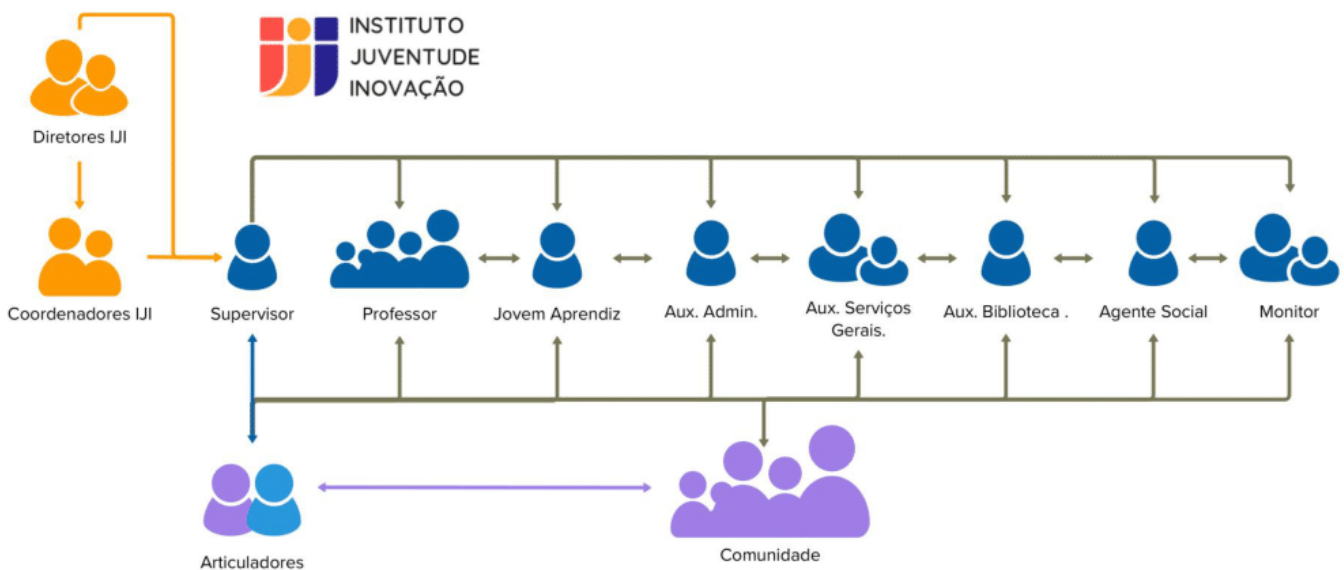 INSTITUTO
JUVENTUDE
INOVAÇÃO
Diretores IJI
Coordenadores IJI
Supervisor
Professor
Jovem Aprendiz
Aux. Admin.
Aux. Serviços
Gerais.
Aux. Biblioteca .
Agente Social
Monitor
Articuladores
Comunidade